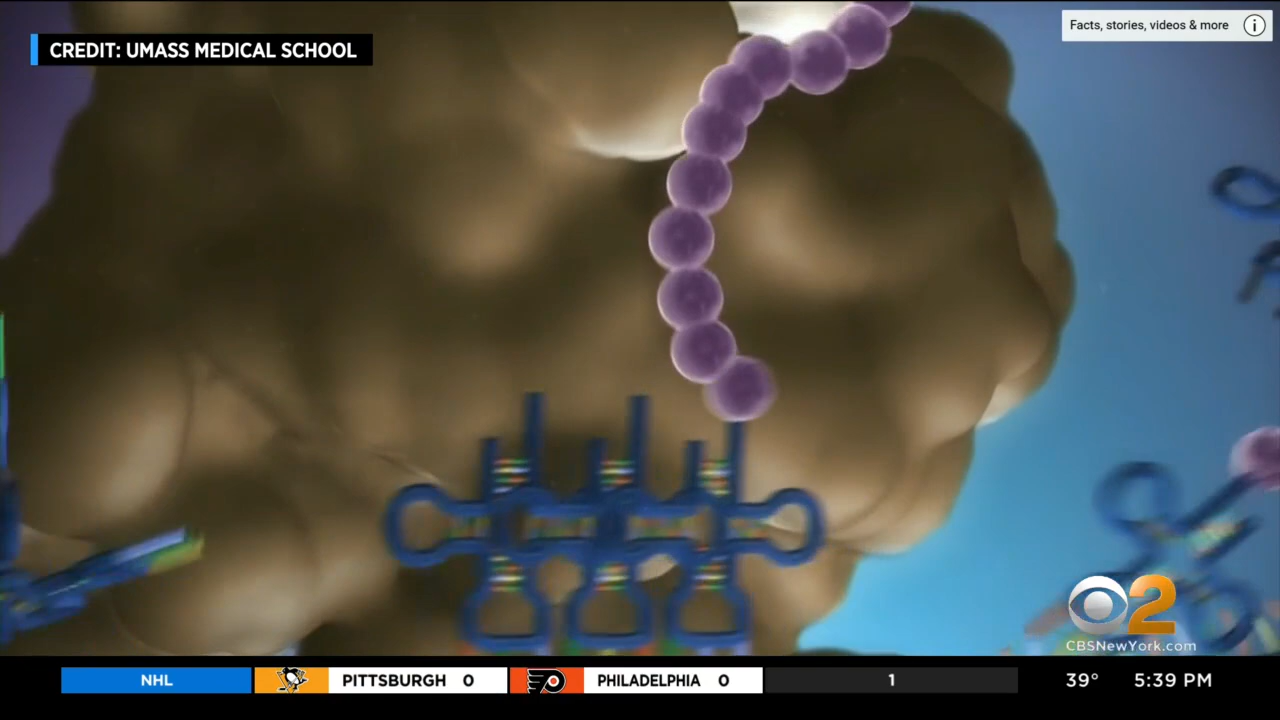 Facts, stories, videos & more
CREDIT: UMASS MEDICAL SCHOOL
2
CBSNewYork.com
NHL PITTSBURGH 0 PHILADELPHIA 0 1 39° 5:39 PM